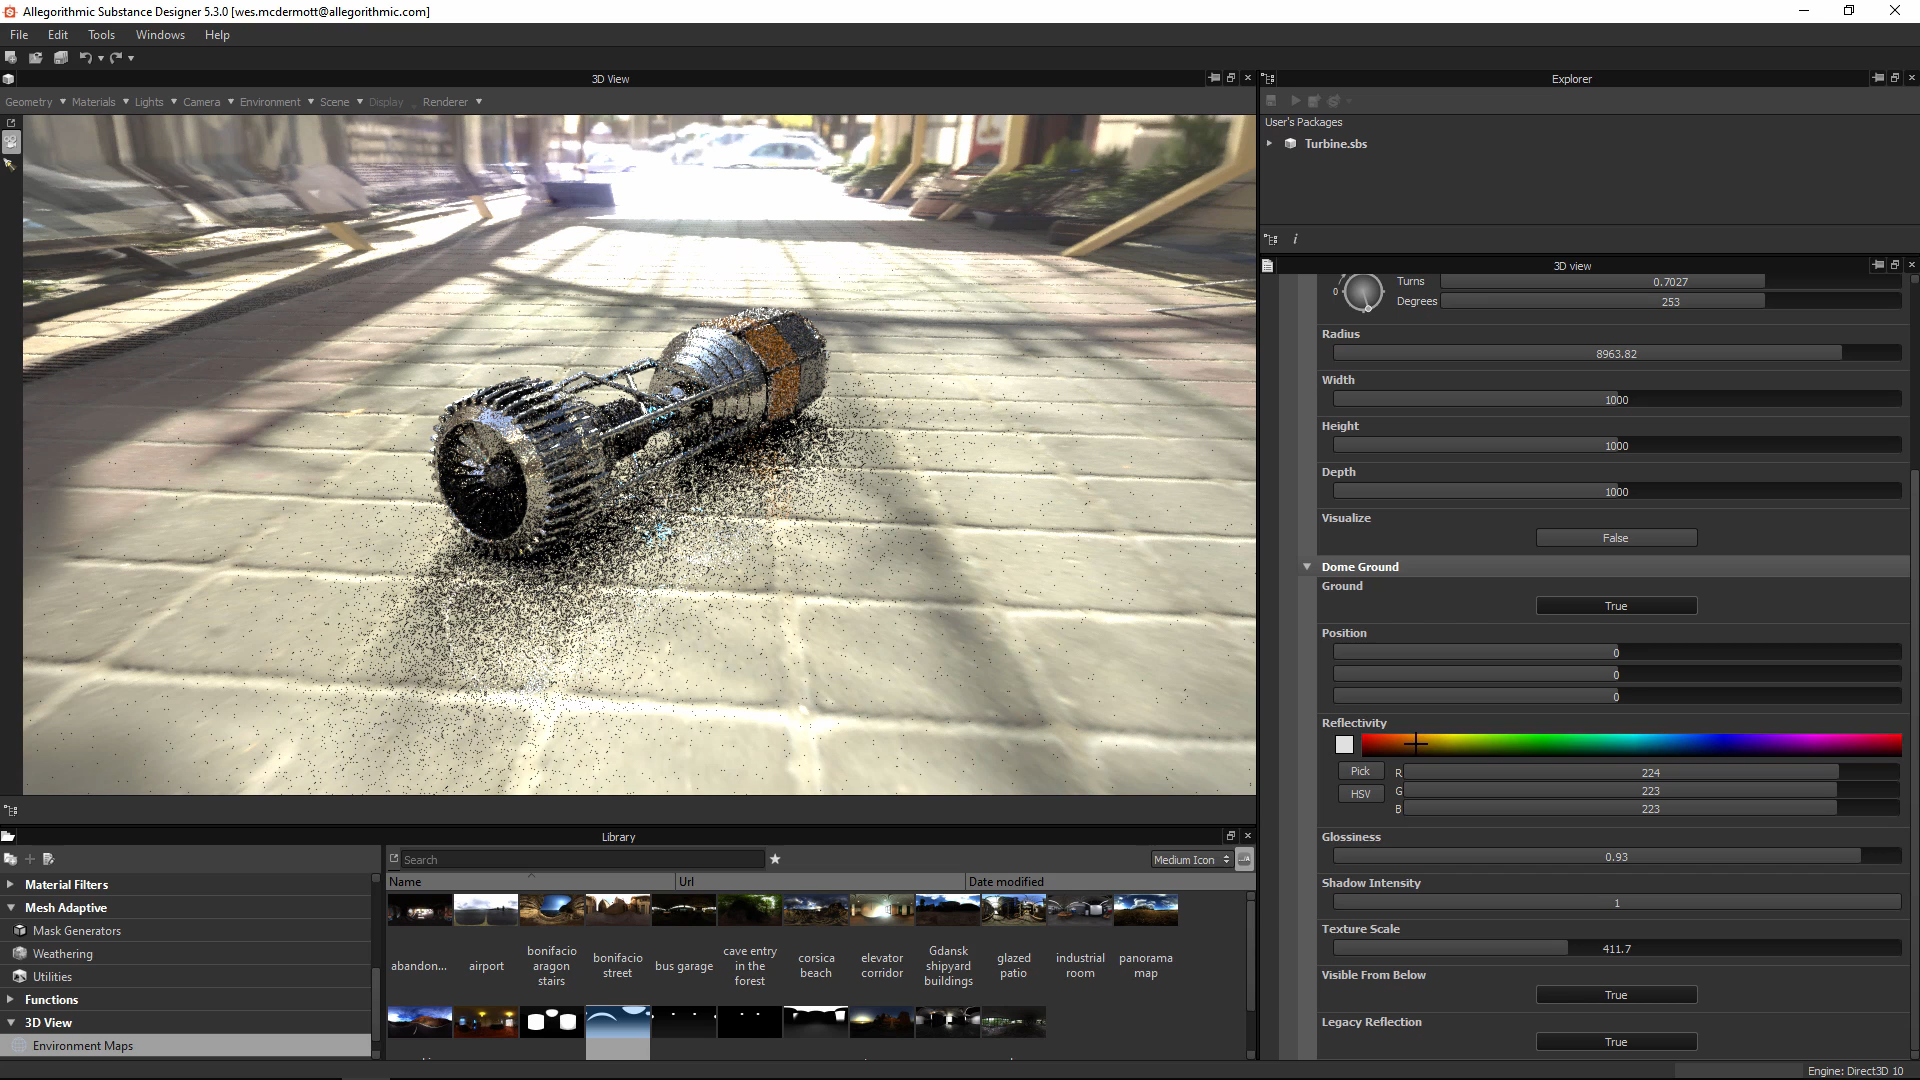 Allegorithmic Substance Designer 5.3.0 [wes.mcdermott@allegorithmic.com]
File Edit Tools Windows Help
3D View
Geometry Materials Lights Camera Environment Scene Display Renderer
Explorer
User's Packages
Turbine.sbs
3D view
0
Turns 0.7027
Degrees 253
Radius
8963.82
Width
1000
Height
1000
Depth
1000
Visualize
False
Dome Ground
Ground
True
Position
0
0
0
Reflectivity
Pick R 224
G 223
HSV
B 223
Glossiness
0.93
Shadow Intensity
1
Texture Scale
411.7
Visible From Below
True
Legacy Reflection
True
Library
Search
Medium Icon
Material Filters
Mesh Adaptive
Mask Generators
Weathering
Utilities
Functions
3D View
Environment Maps
Name Url Date modified
abandon...
airport
bonifacio aragon stairs
bonifacio street
bus garage
cave entry in the forest
corsica beach
elevator corridor
Gdansk shipyard buildings
glazed patio
industrial room
panorama map
Engine: Direct3D 10